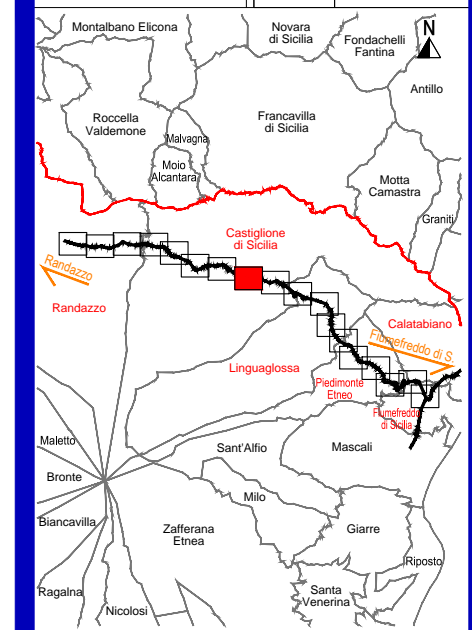 Montalbano Elicona
Novara
di Sicilia
Fondachelli
Fantina
N
Antillo
Roccella
Valdemone
Malvagna
Francavilla
di Sicilia
Moio
Alcantara
Motta
Camastra
Graniti
Castiglione
di Sicilia
Randazzo
Randazzo
Calatabiano
Fiumefreddo di S.
Linguaglossa
Piedimonte
Etneo
Fiumefreddo
di Sicilia
Maletto
Sant'Alfio
Mascali
Bronte
Milo
Biancavilla
Zafferana
Etnea
Giarre
Riposto
Ragalna
Santa
Venerina
Nicolosi